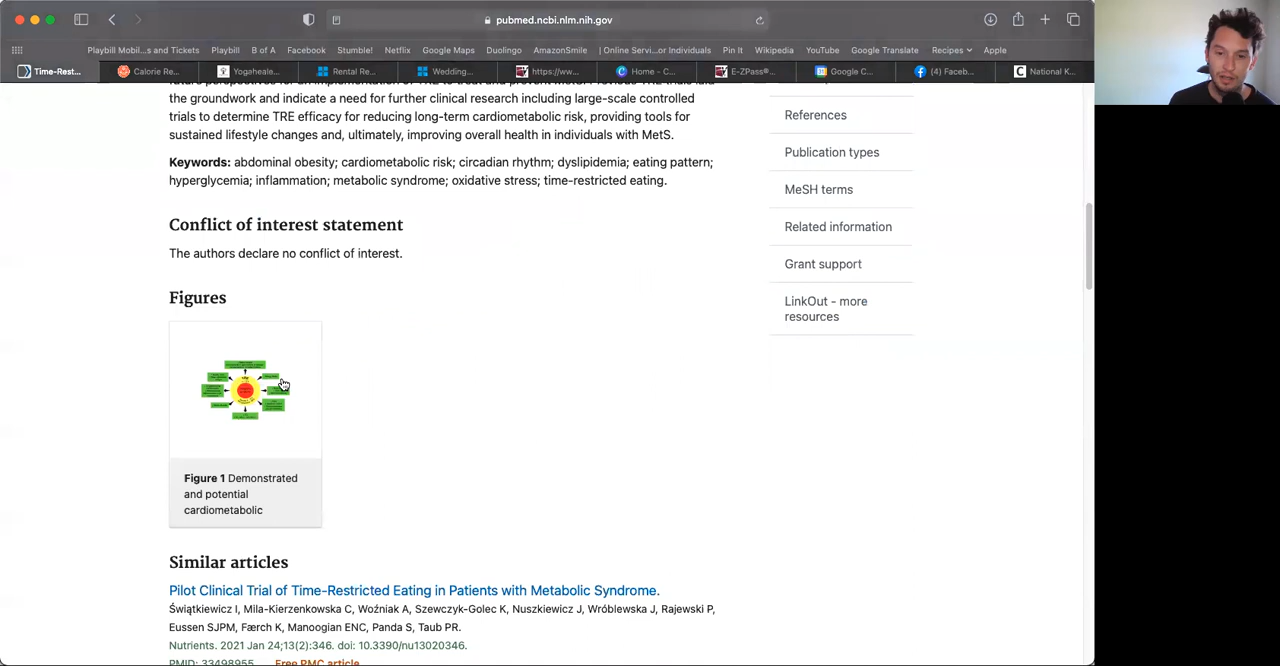 pubmed.ncbi.nlm.nih.gov
Playbill Mobil...s and Tickets Playbill B of A Facebook Stumble! Netflix Google Maps Duolingo AmazonSmile | Online Servi...or Individuals Pin It Wikipedia YouTube Google Translate Recipes Apple
Time-Rest... Calorie Re... Yogaheale... Rental Re... Wedding... https://ww... Home – C... E-ZPass®... Google C... (4) Faceb... National K...
the groundwork and indicate a need for further clinical research including large-scale controlled
trials to determine TRE efficacy for reducing long-term cardiometabolic risk, providing tools for
sustained lifestyle changes and, ultimately, improving overall health in individuals with MetS.
Keywords: abdominal obesity; cardiometabolic risk; circadian rhythm; dyslipidemia; eating pattern;
hyperglycemia; inflammation; metabolic syndrome; oxidative stress; time-restricted eating.
Conflict of interest statement
The authors declare no conflict of interest.
Figures
Figure 1 Demonstrated
and potential
cardiometabolic
Similar articles
Pilot Clinical Trial of Time-Restricted Eating in Patients with Metabolic Syndrome.
Świątkiewicz I, Mila-Kierzenkowska C, Woźniak A, Szewczyk-Golec K, Nuszkiewicz J, Wróblewska J, Rajewski P,
Eussen SJPM, Færch K, Manoogian ENC, Panda S, Taub PR.
Nutrients. 2021 Jan 24;13(2):346. doi: 10.3390/nu13020346.
PMID: 33498955 Free PMC article.
References
Publication types
MeSH terms
Related information
Grant support
LinkOut - more
resources